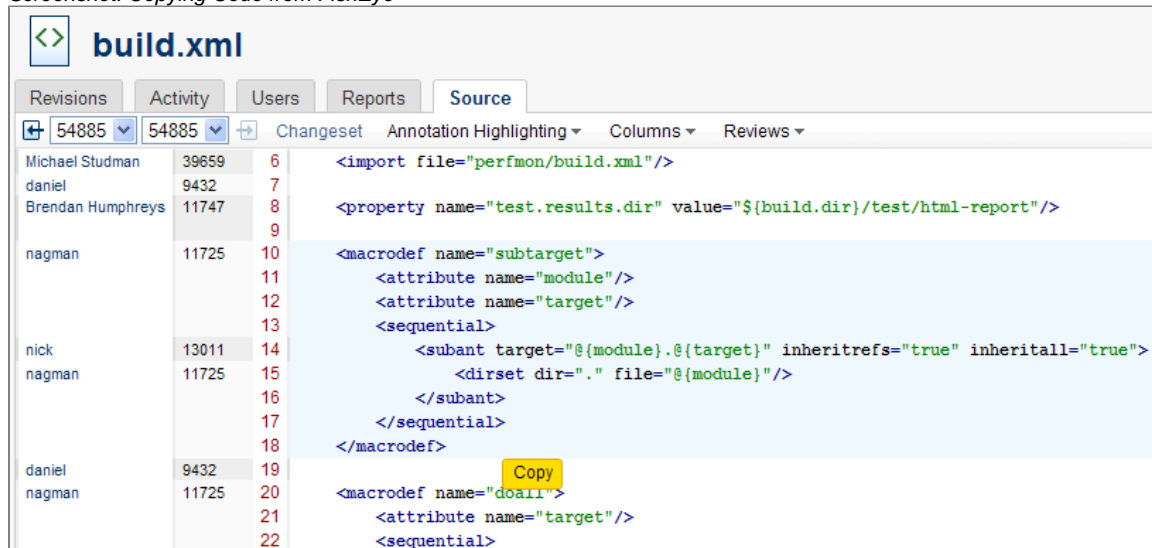 Screenshot: Copying Code from FishEye
<> build.xml
Revisions Activity Users Reports Source
54885 54885 Changeset Annotation Highlighting Columns Reviews
Michael Studman 39659 6 <import file="perfmon/build.xml"/>
daniel 9432 7
Brendan Humphreys 11747 8 <property name="test.results.dir" value="${build.dir}/test/html-report"/>
9
nagman 11725 10 <macrodef name="subtarget">
11 <attribute name="module"/>
12 <attribute name="target"/>
13 <sequential>
nick 13011 14 <subant target="@{module}.@{target}" inheritrefs="true" inheritall="true">
nagman 11725 15 <dirset dir="." file="@{module}"/>
16 </subant>
17 </sequential>
18 </macrodef>
daniel 9432 19
Copy
nagman 11725 20 <macrodef name="doall">
21 <attribute name="target"/>
22 <sequential>